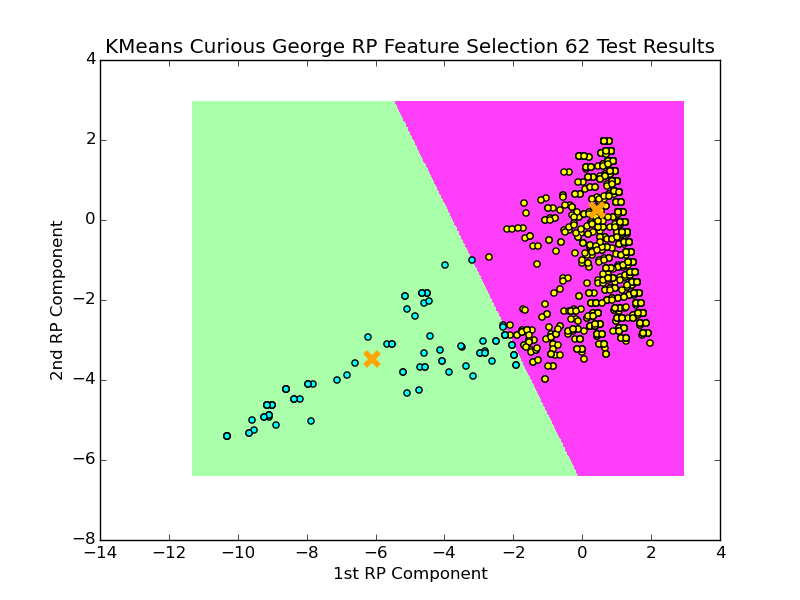 KMeans Curious George RP Feature Selection 62 Test Results
4
2
0
−2
−4
−6
−8
2nd RP Component
−14 −12 −10 −8 −6 −4 −2 0 2 4
1st RP Component